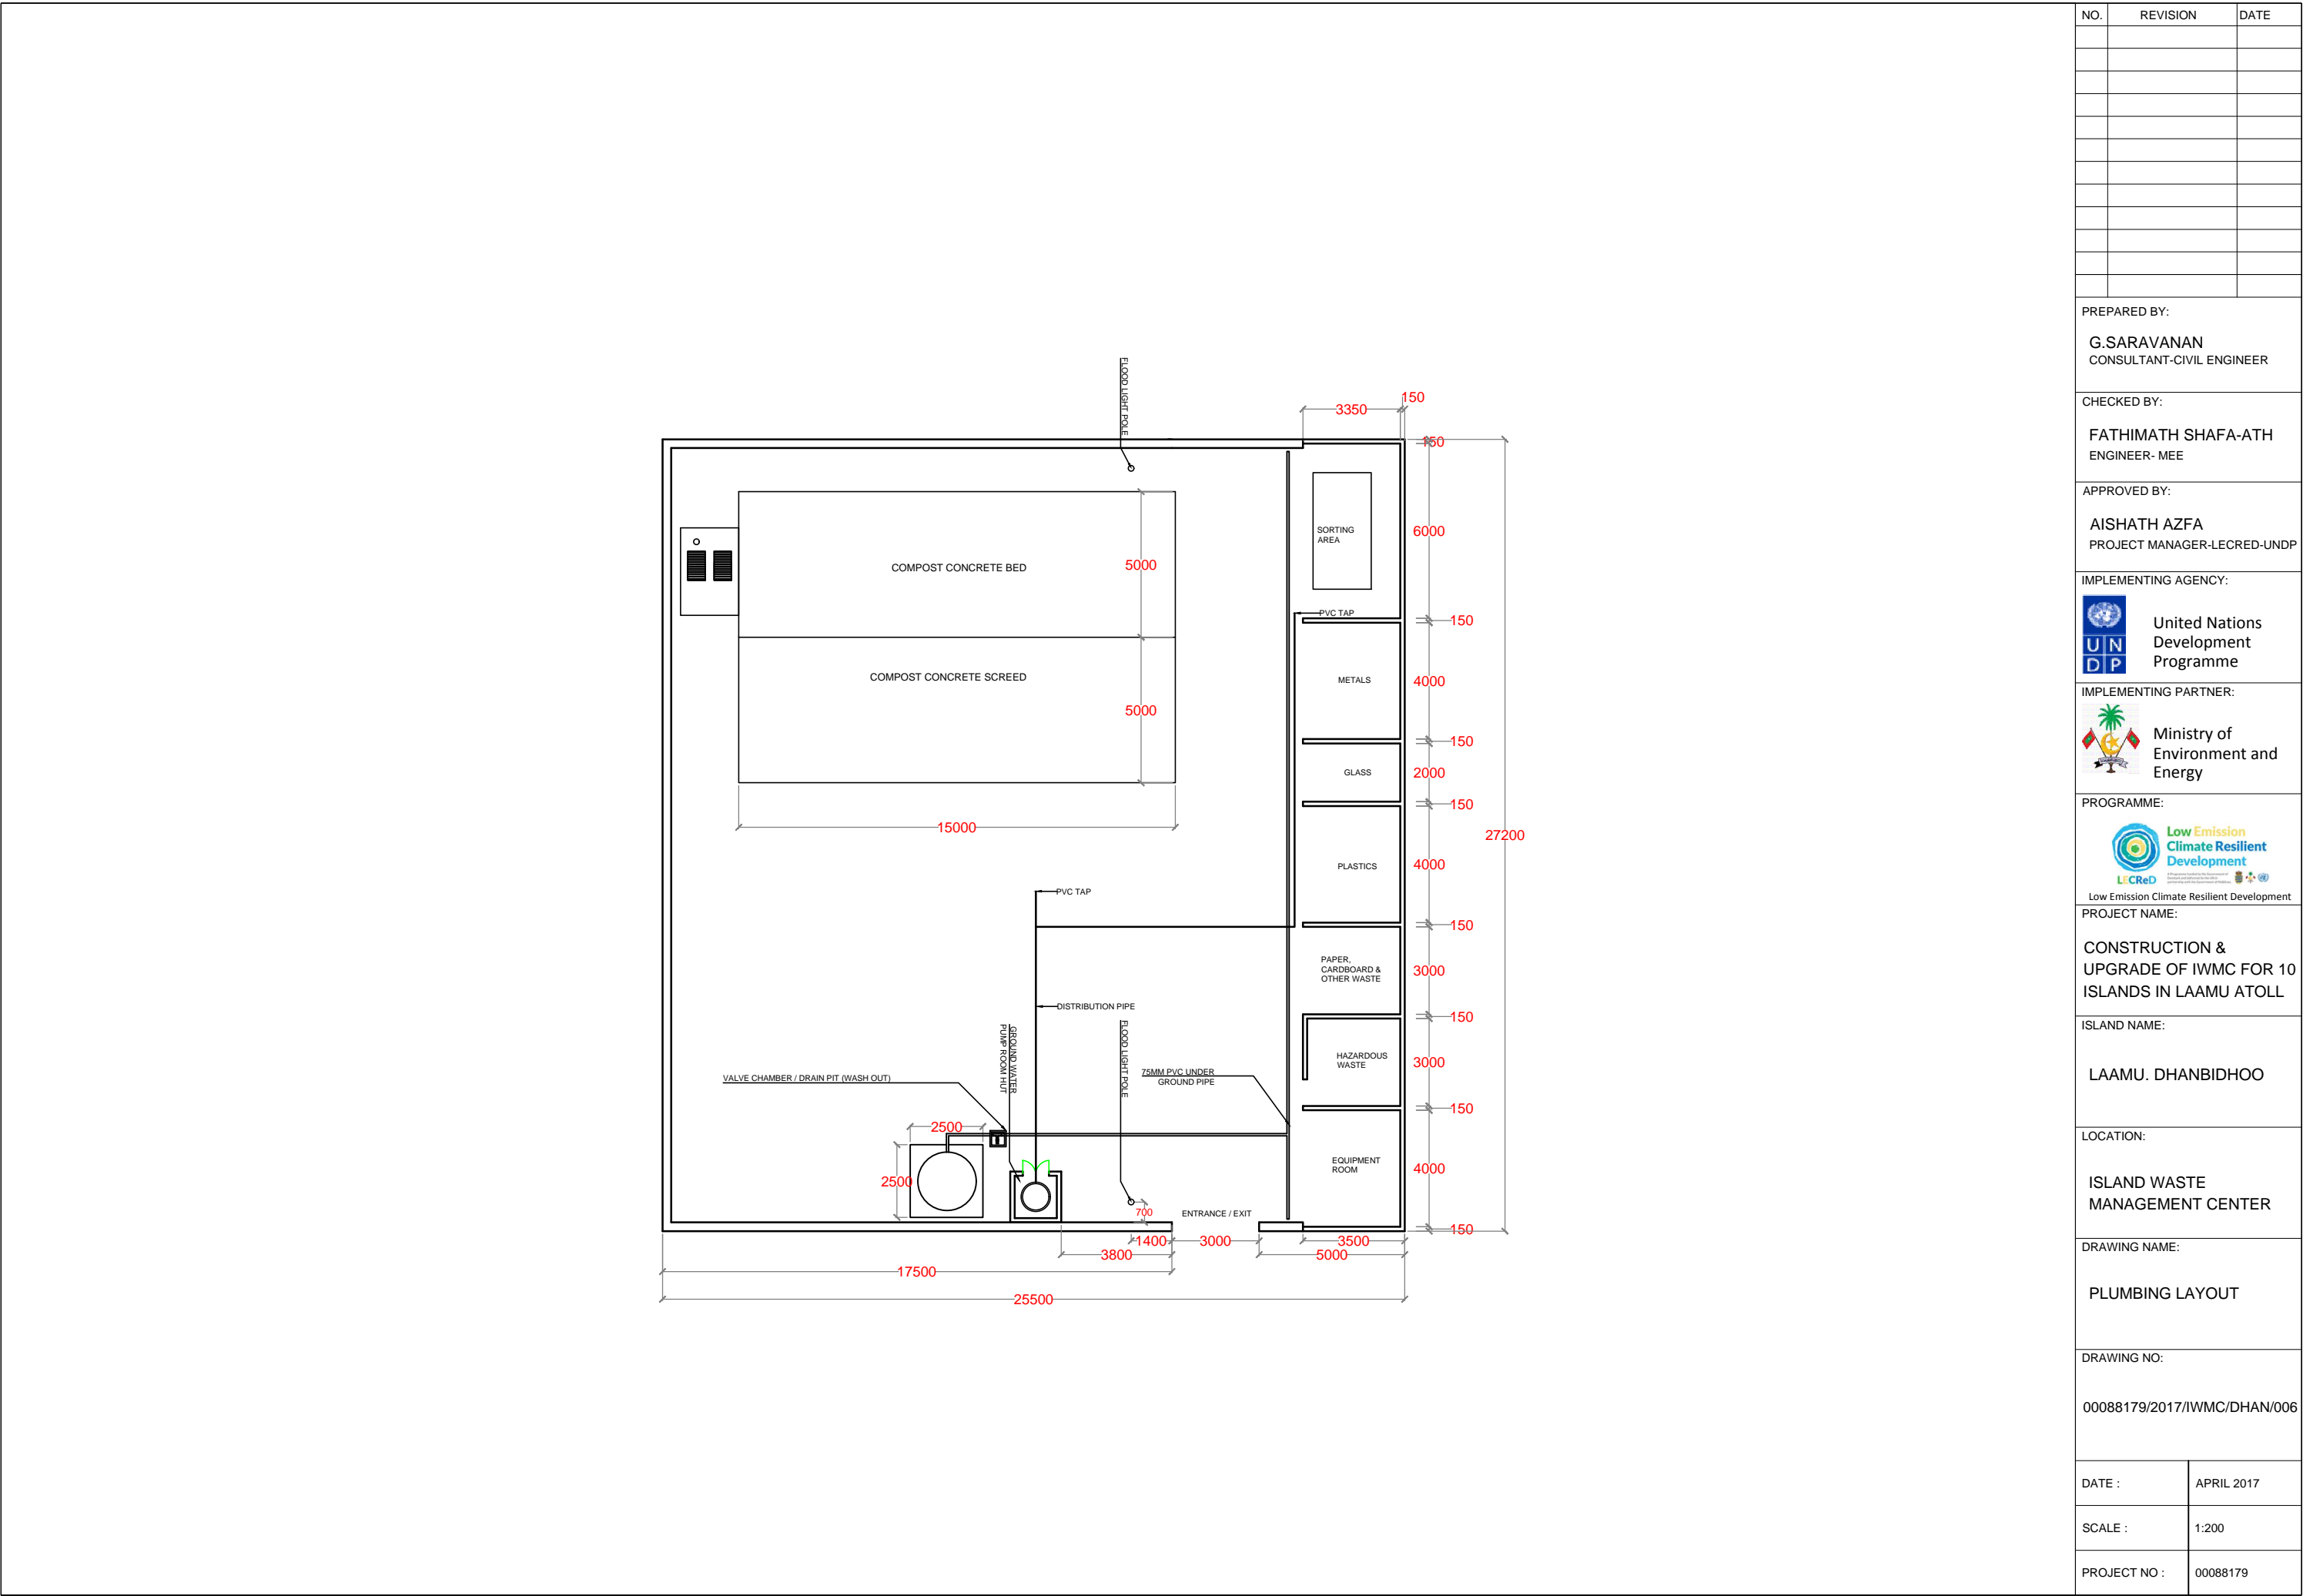 FLOOD LIGHT POLE
3350
150
150
SORTING
AREA
6000
COMPOST CONCRETE BED
5000
PVC TAP
150
COMPOST CONCRETE SCREED
METALS
4000
5000
150
GLASS
2000
150
15000
27200
PLASTICS
4000
PVC TAP
150
PAPER,
CARDBOARD &
OTHER WASTE
3000
DISTRIBUTION PIPE
150
GROUND WATER
PUMP ROOM HUT
FLOOD LIGHT POLE
HAZARDOUS
WASTE
3000
VALVE CHAMBER / DRAIN PIT (WASH OUT)
75MM PVC UNDER
GROUND PIPE
150
2500
EQUIPMENT
ROOM
4000
2500
700
ENTRANCE / EXIT
150
1400
3000
3500
3800
5000
17500
25500
NO. REVISION DATE
PREPARED BY:
G.SARAVANAN
CONSULTANT-CIVIL ENGINEER
CHECKED BY:
FATHIMATH SHAFA-ATH
ENGINEER- MEE
APPROVED BY:
AISHATH AZFA
PROJECT MANAGER-LECRED-UNDP
IMPLEMENTING AGENCY:
UN
DP
United Nations
Development
Programme
IMPLEMENTING PARTNER:
Ministry of
Environment and
Energy
PROGRAMME:
Low Emission
Climate Resilient
Development
LECReD
Low Emission Climate Resilient Development
PROJECT NAME:
CONSTRUCTION &
UPGRADE OF IWMC FOR 10
ISLANDS IN LAAMU ATOLL
ISLAND NAME:
LAAMU. DHANBIDHOO
LOCATION:
ISLAND WASTE
MANAGEMENT CENTER
DRAWING NAME:
PLUMBING LAYOUT
DRAWING NO:
00088179/2017/IWMC/DHAN/006
DATE : APRIL 2017
SCALE : 1:200
PROJECT NO : 00088179